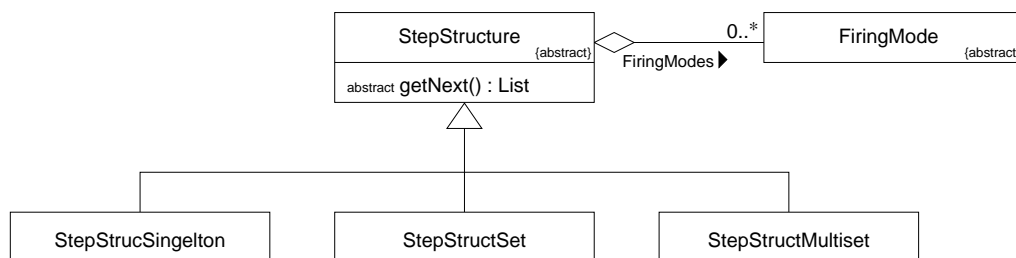 StepStructure
{abstract}
abstract getNext() : List
0..*
FiringModes
FiringMode
{abstract}
StepStrucSingelton
StepStructSet
StepStructMultiset